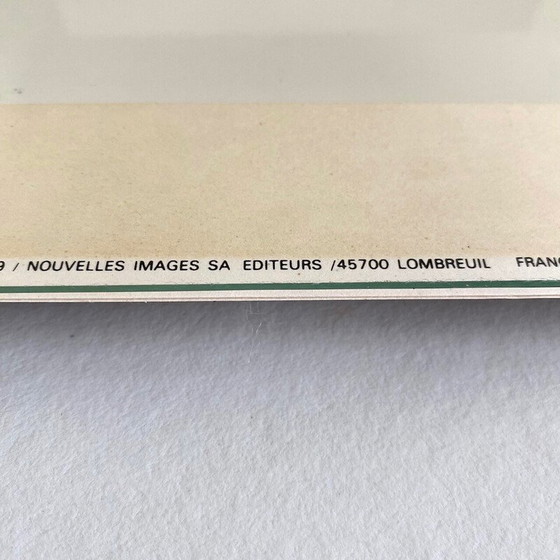 9 / NOUVELLES IMAGES SA EDITEURS /45700 LOMBREUIL FRANC